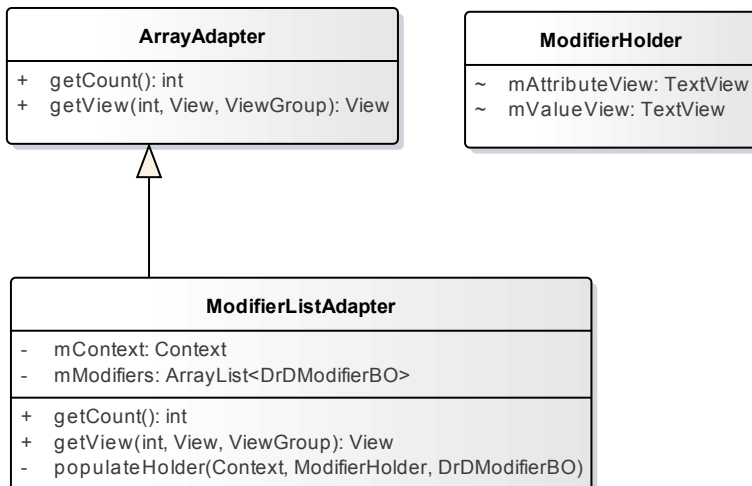 ArrayAdapter
+ getCount(): int
+ getView(int, View, ViewGroup): View
ModifierHolder
~ mAttributeView: TextView
~ mValueView: TextView
ModifierListAdapter
- mContext: Context
- mModifiers: ArrayList<DrDModifierBO>
+ getCount(): int
+ getView(int, View, ViewGroup): View
- populateHolder(Context, ModifierHolder, DrDModifierBO)